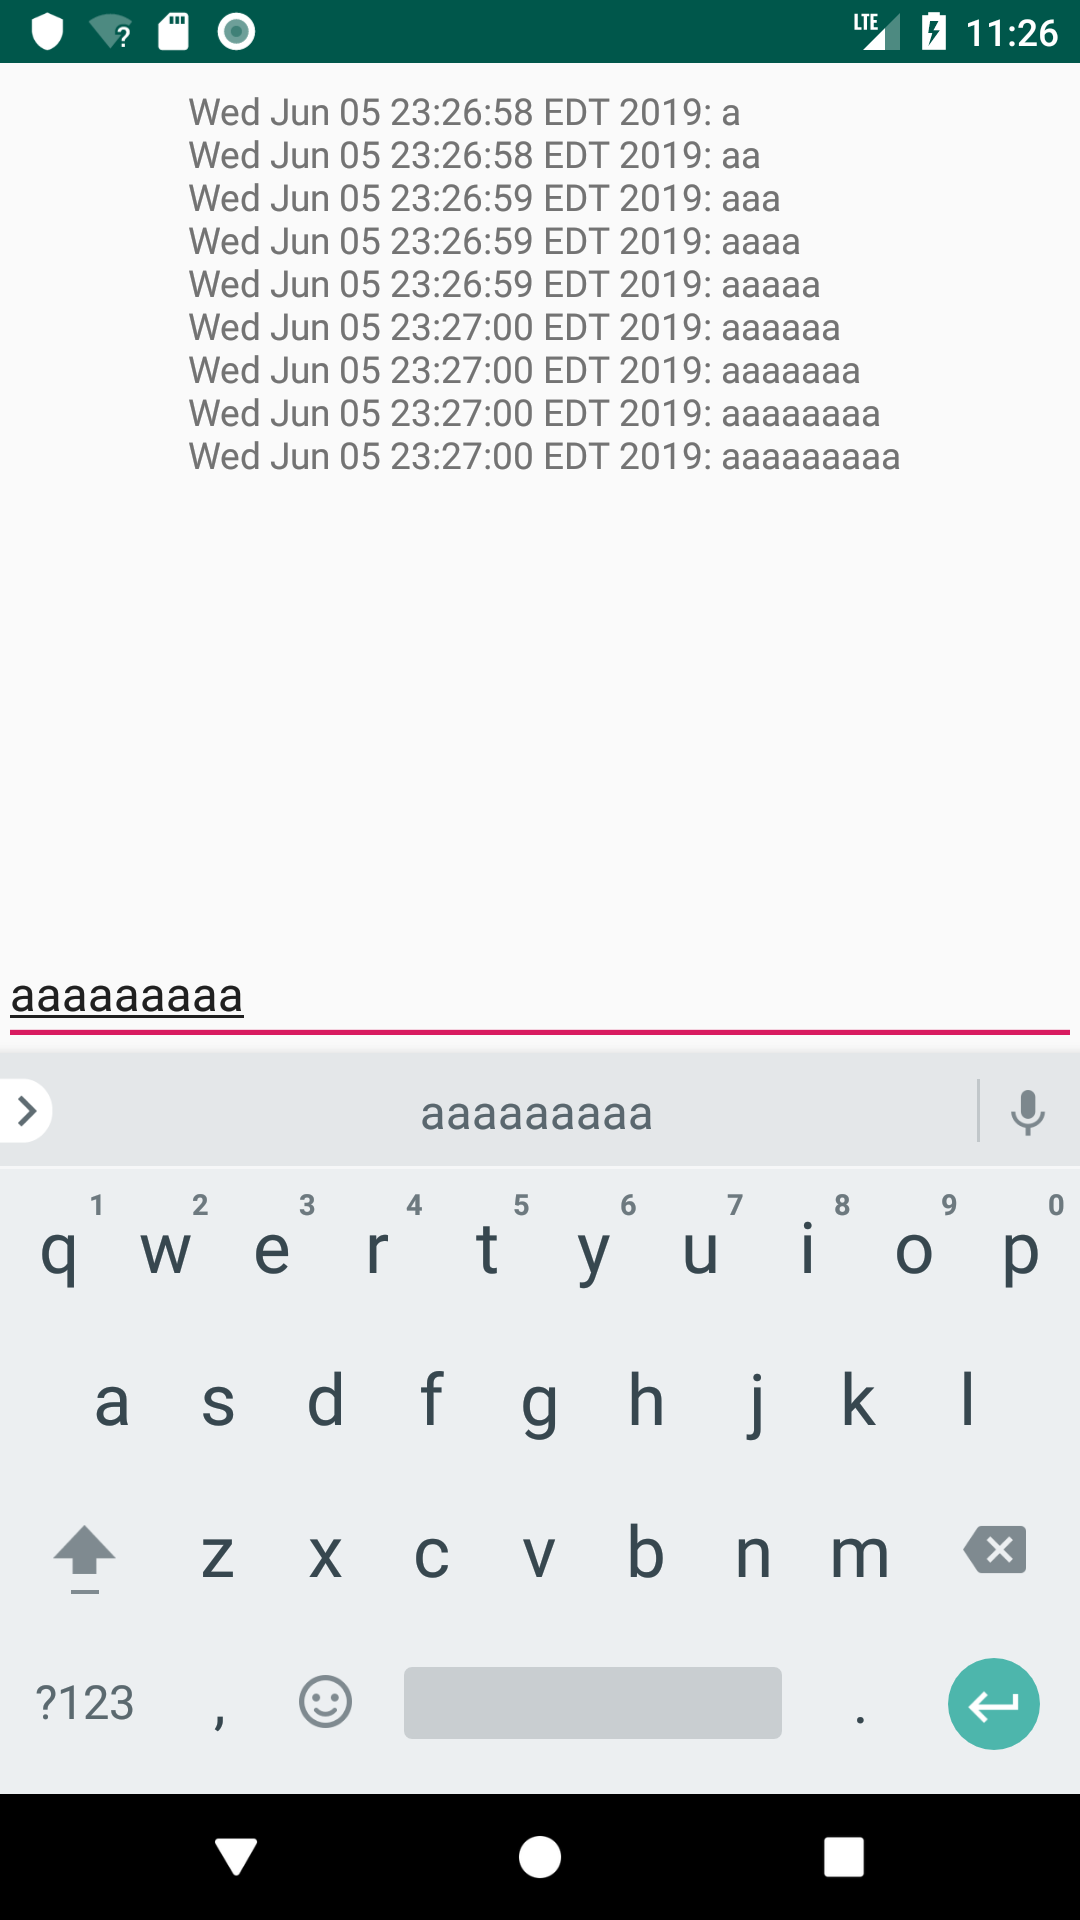 LTE 11:26
Wed Jun 05 23:26:58 EDT 2019: a
Wed Jun 05 23:26:58 EDT 2019: aa
Wed Jun 05 23:26:59 EDT 2019: aaa
Wed Jun 05 23:26:59 EDT 2019: aaaa
Wed Jun 05 23:26:59 EDT 2019: aaaaa
Wed Jun 05 23:27:00 EDT 2019: aaaaaa
Wed Jun 05 23:27:00 EDT 2019: aaaaaaa
Wed Jun 05 23:27:00 EDT 2019: aaaaaaaa
Wed Jun 05 23:27:00 EDT 2019: aaaaaaaaa
aaaaaaaaa
aaaaaaaaa
1 2 3 4 5 6 7 8 9 0
q w e r t y u i o p
a s d f g h j k l
z x c v b n m
?123 , .